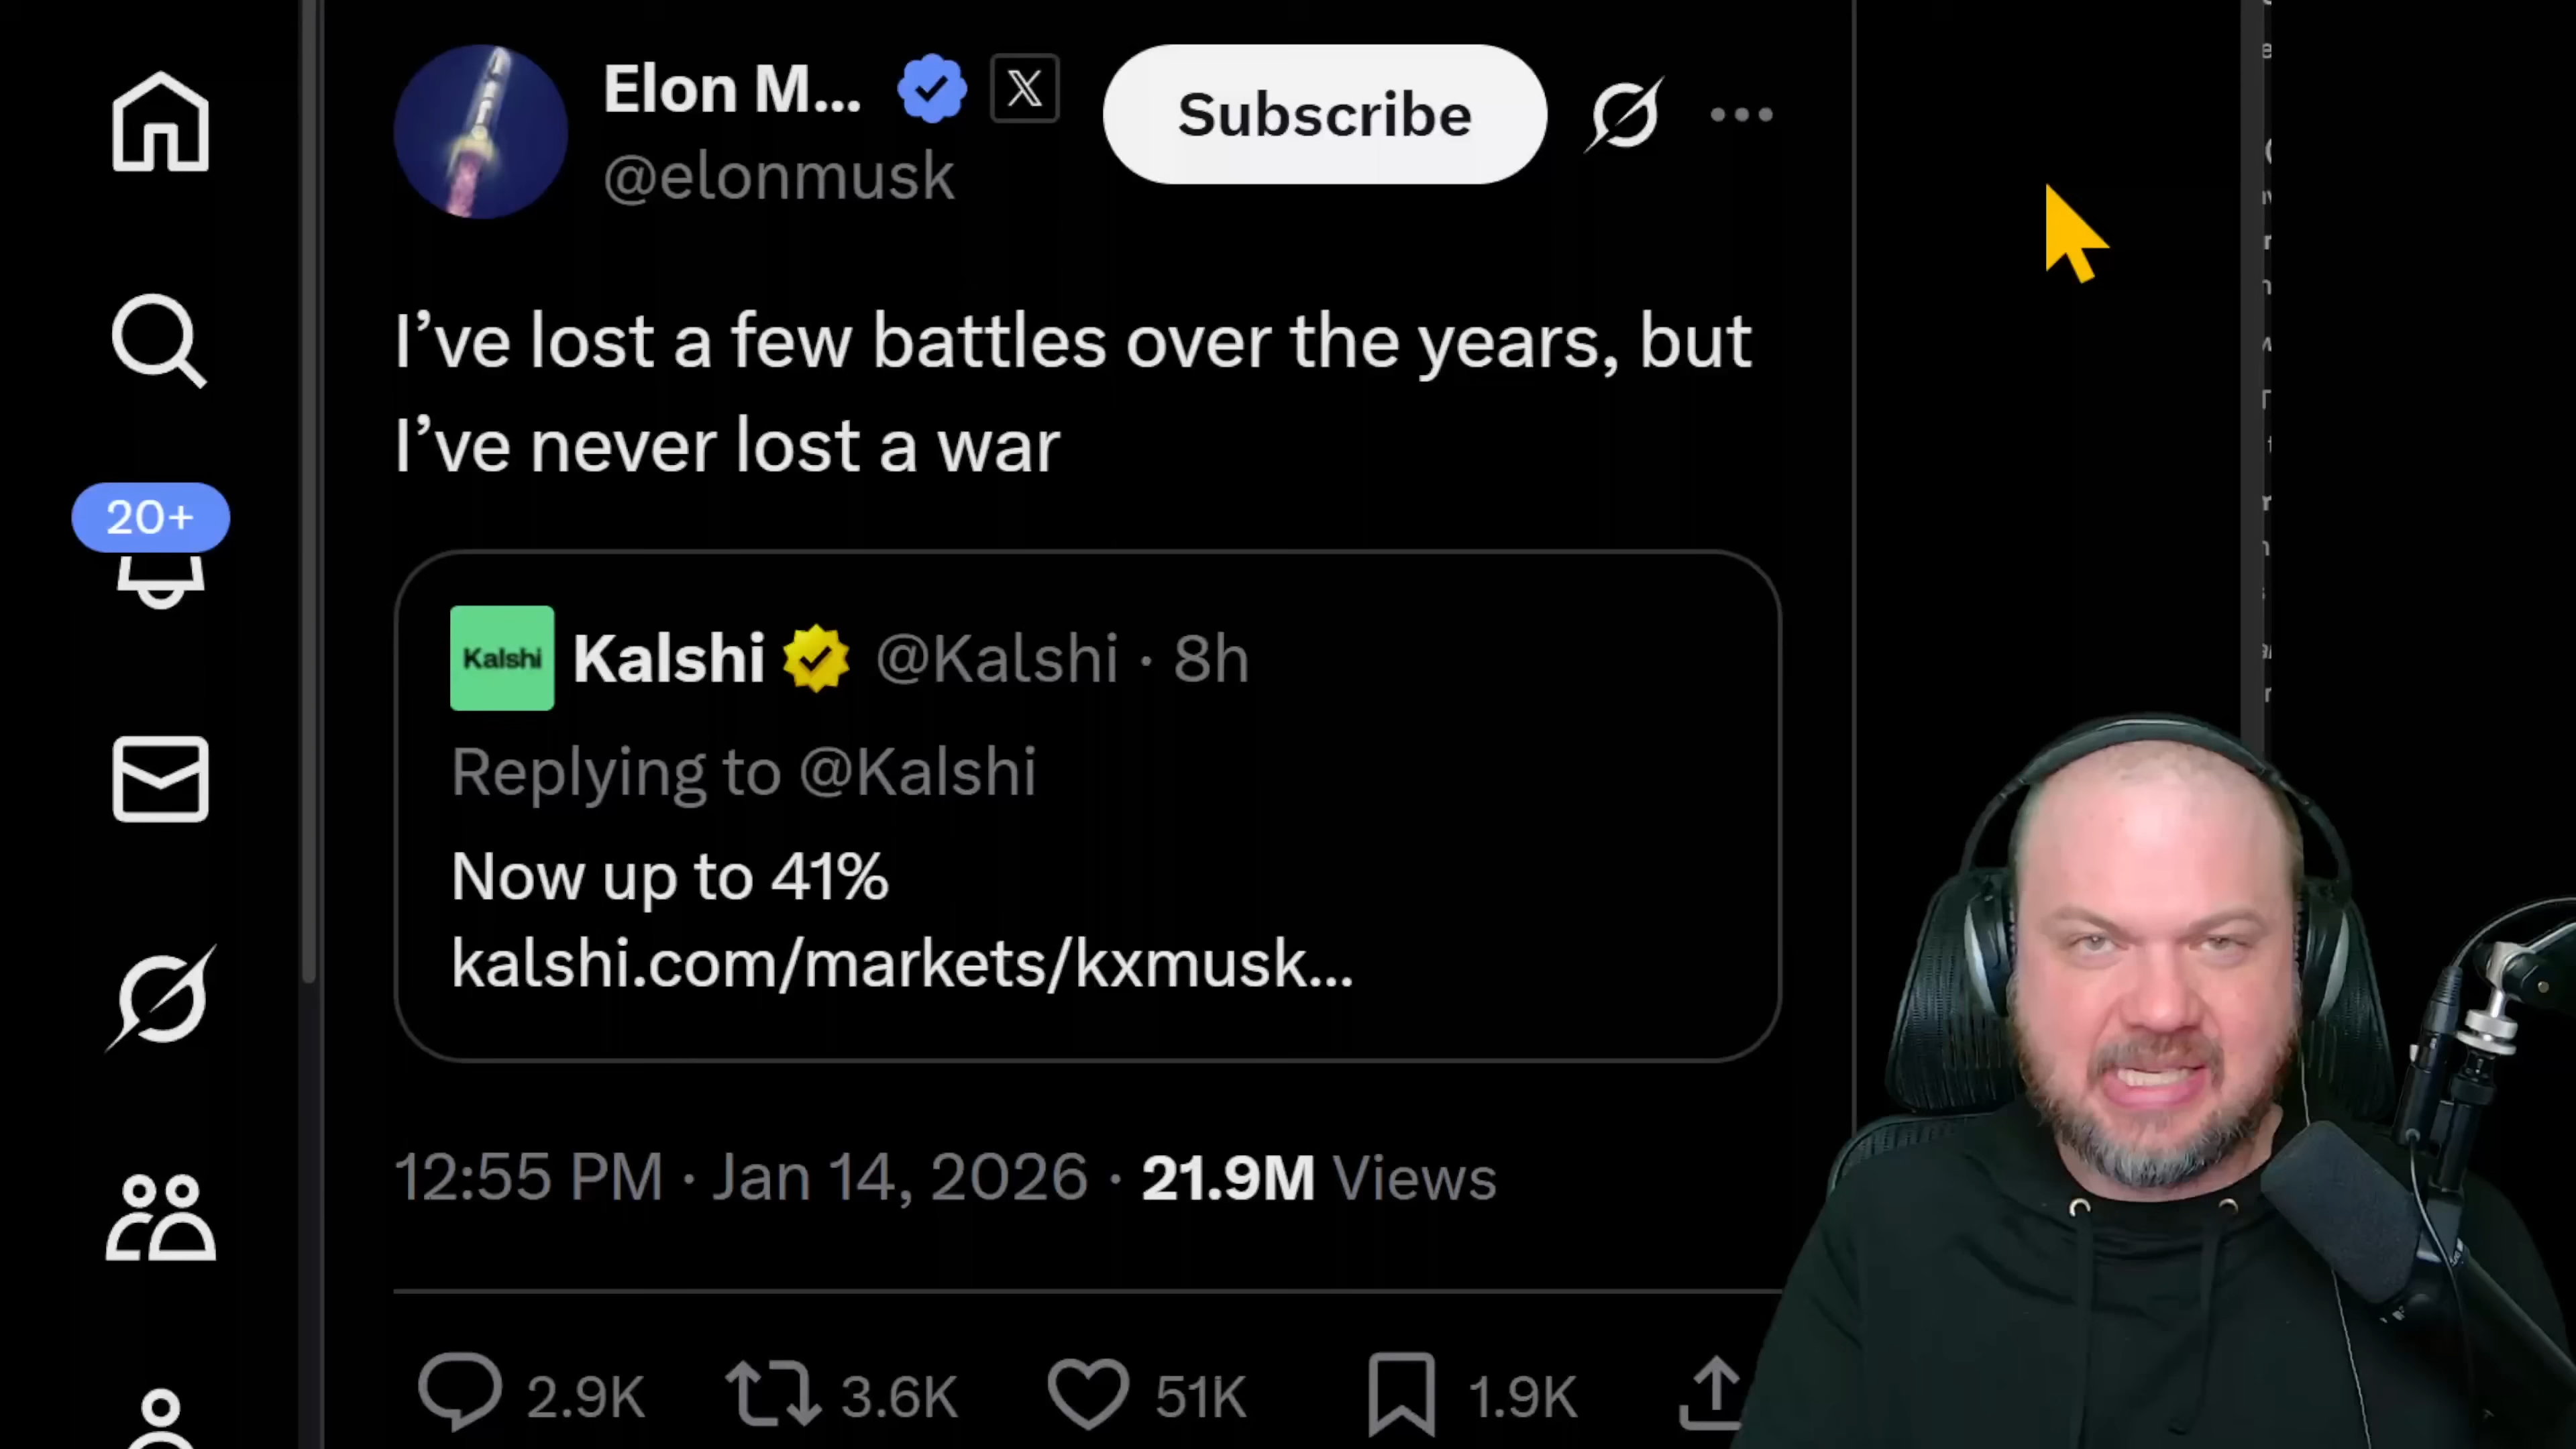 Elon M...
@elonmusk
Subscribe
I’ve lost a few battles over the years, but
I’ve never lost a war
20+
Kalshi
Kalshi @Kalshi · 8h
Replying to @Kalshi
Now up to 41%
kalshi.com/markets/kxmusk...
12:55 PM · Jan 14, 2026 · 21.9M Views
2.9K 3.6K 51K 1.9K